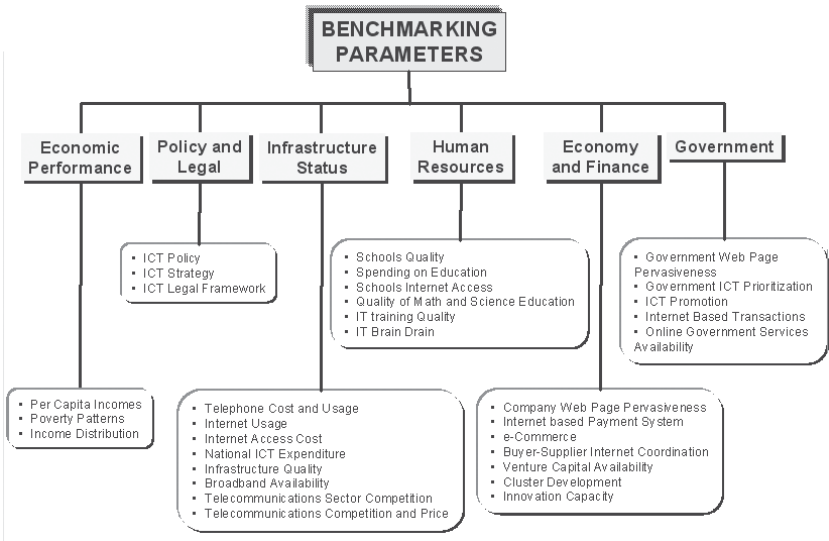 BENCHMARKING
PARAMETERS
Economic
Performance
Policy and
Legal
Infrastructure
Status
Human
Resources
Economy
and Finance
Government
▪ ICT Policy
▪ ICT Strategy
▪ ICT Legal Framework
▪ Schools Quality
▪ Spending on Education
▪ Schools Internet Access
▪ Quality of Math and Science Education
▪ IT training Quality
▪ IT Brain Drain
▪ Government Web Page
Pervasiveness
▪ Government ICT Prioritization
▪ ICT Promotion
▪ Internet Based Transactions
▪ Online Government Services
Availability
▪ Per Capita Incomes
▪ Poverty Patterns
▪ Income Distribution
▪ Telephone Cost and Usage
▪ Internet Usage
▪ Internet Access Cost
▪ National ICT Expenditure
▪ Infrastructure Quality
▪ Broadband Availability
▪ Telecommunications Sector Competition
▪ Telecommunications Competition and Price
▪ Company Web Page Pervasiveness
▪ Internet based Payment System
▪ e-Commerce
▪ Buyer-Supplier Internet Coordination
▪ Venture Capital Availability
▪ Cluster Development
▪ Innovation Capacity